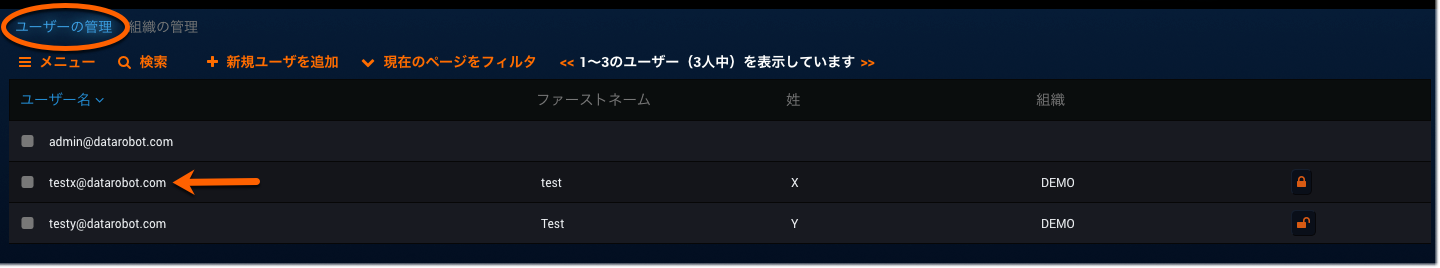 ユーザーの管理 組織の管理
メニュー 検索 新規ユーザを追加 現在のページをフィルタ << 1～3のユーザー（3人中）を表示しています >>
ユーザー名 ファーストネーム 姓 組織
admin@datarobot.com
testx@datarobot.com test X DEMO
testy@datarobot.com Test Y DEMO